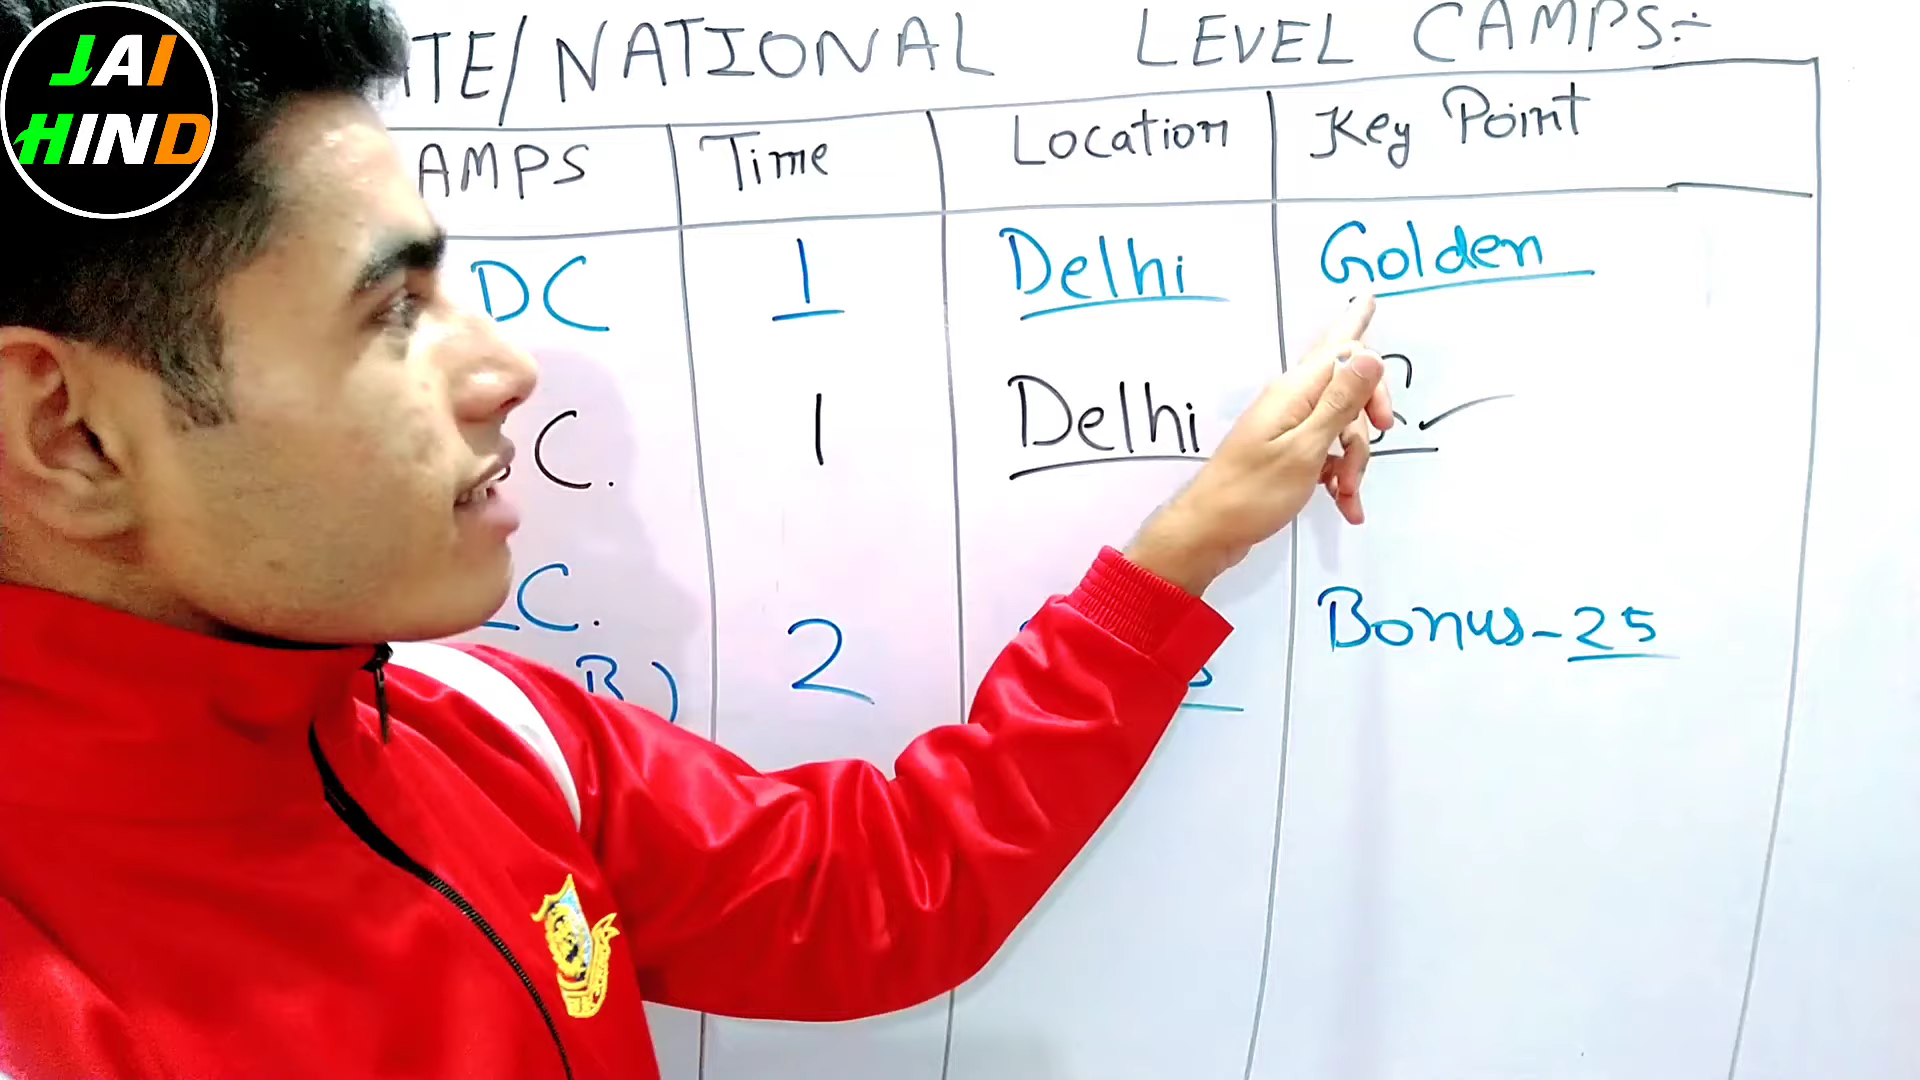 JAI
HIND
ATE/NATIONAL LEVEL CAMPS:-
AMPS Time Location Key Point
DC 1 Delhi Golden
C. 1 Delhi
C. 2 Bonus-25
B)